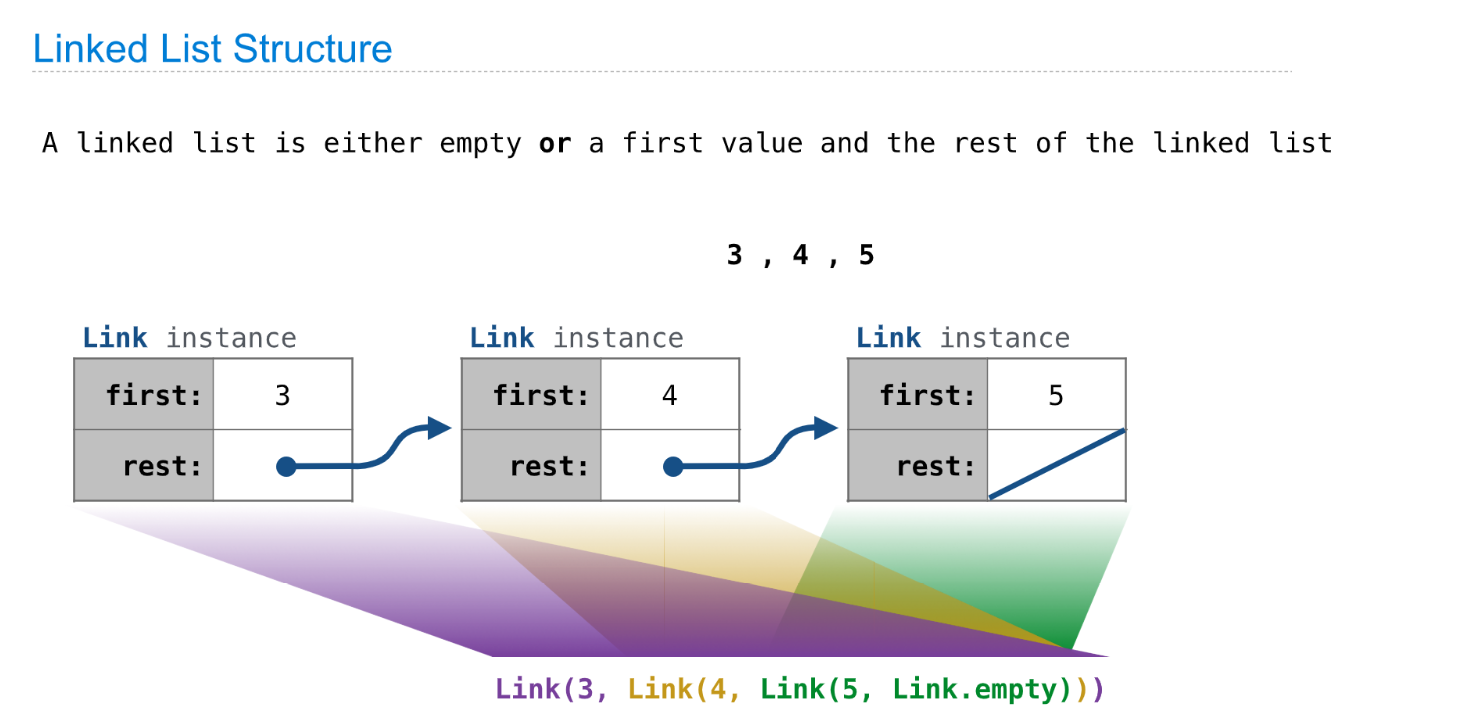 Linked List Structure
A linked list is either empty or a first value and the rest of the linked list
3 , 4 , 5
Link instance
first: 3
rest:
Link instance
first: 4
rest:
Link instance
first: 5
rest:
Link(3, Link(4, Link(5, Link.empty)))